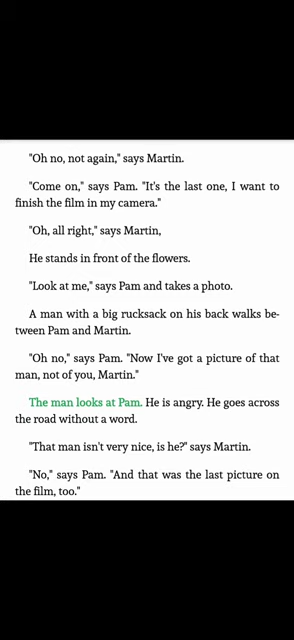 "Oh no, not again," says Martin.
"Come on," says Pam. "It's the last one, I want to
finish the film in my camera."
"Oh, all right," says Martin,
He stands in front of the flowers.
"Look at me," says Pam and takes a photo.
A man with a big rucksack on his back walks be-
tween Pam and Martin.
"Oh no," says Pam. "Now I've got a picture of that
man, not of you, Martin."
The man looks at Pam. He is angry. He goes across
the road without a word.
"That man isn't very nice, is he?" says Martin.
"No," says Pam. "And that was the last picture on
the film, too."